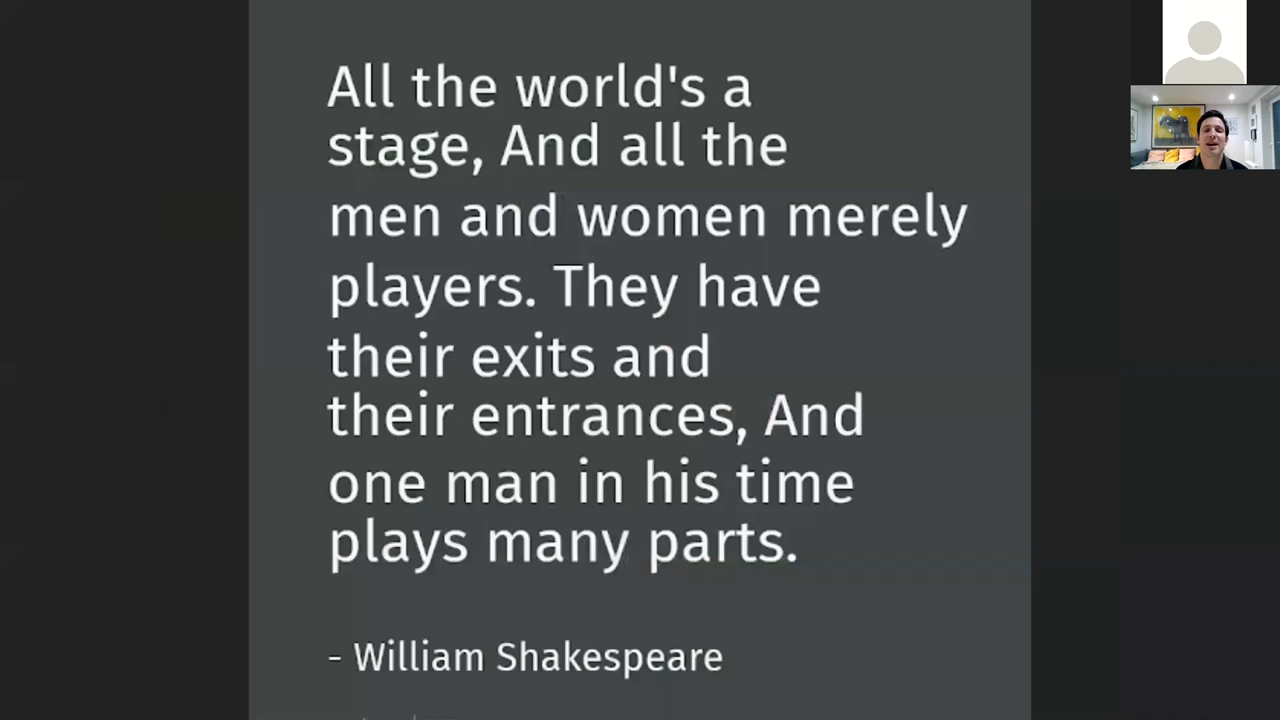 All the world's a
stage, And all the
men and women merely
players. They have
their exits and
their entrances, And
one man in his time
plays many parts.
- William Shakespeare